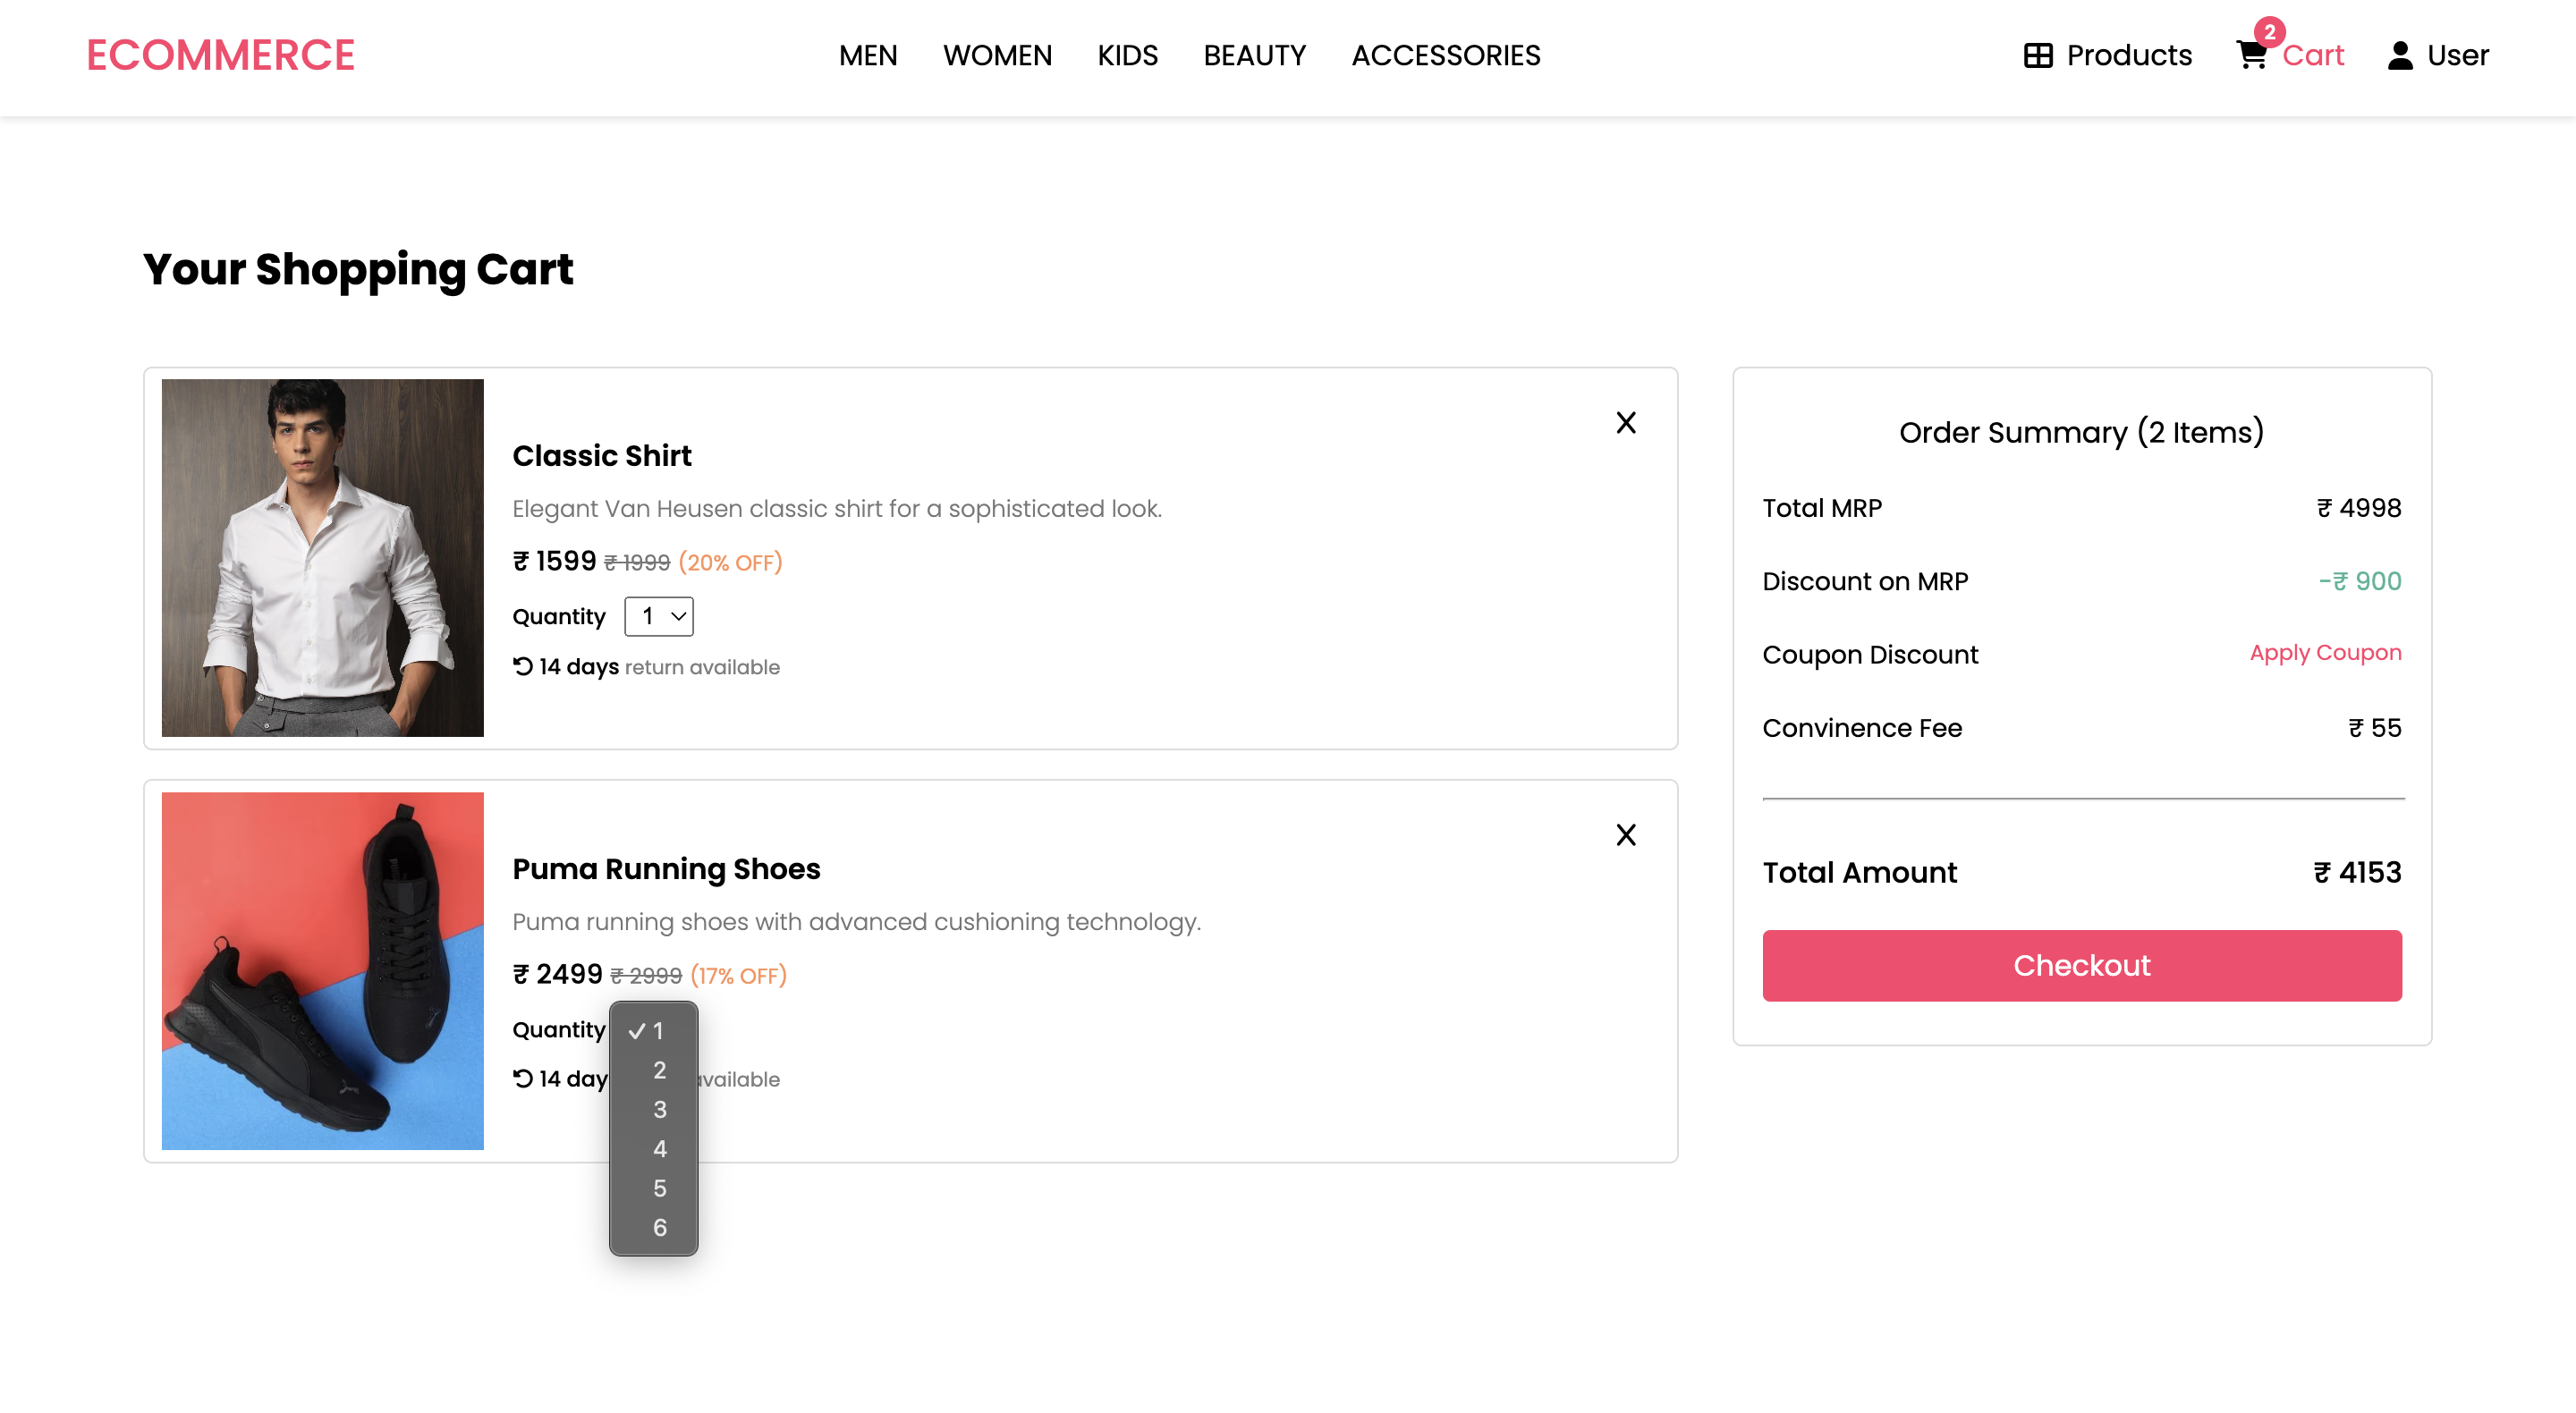 ECOMMERCE MEN WOMEN KIDS BEAUTY ACCESSORIES Products 2 Cart User
Your Shopping Cart
Classic Shirt
Elegant Van Heusen classic shirt for a sophisticated look.
₹ 1599 ₹ 1999 (20% OFF)
Quantity 1
14 days return available
X
Puma Running Shoes
Puma running shoes with advanced cushioning technology.
₹ 2499 ₹ 2999 (17% OFF)
Quantity ✓ 1
2
3
4
5
6
14 day available
X
Order Summary (2 Items)
Total MRP ₹ 4998
Discount on MRP -₹ 900
Coupon Discount Apply Coupon
Convinence Fee ₹ 55
Total Amount ₹ 4153
Checkout